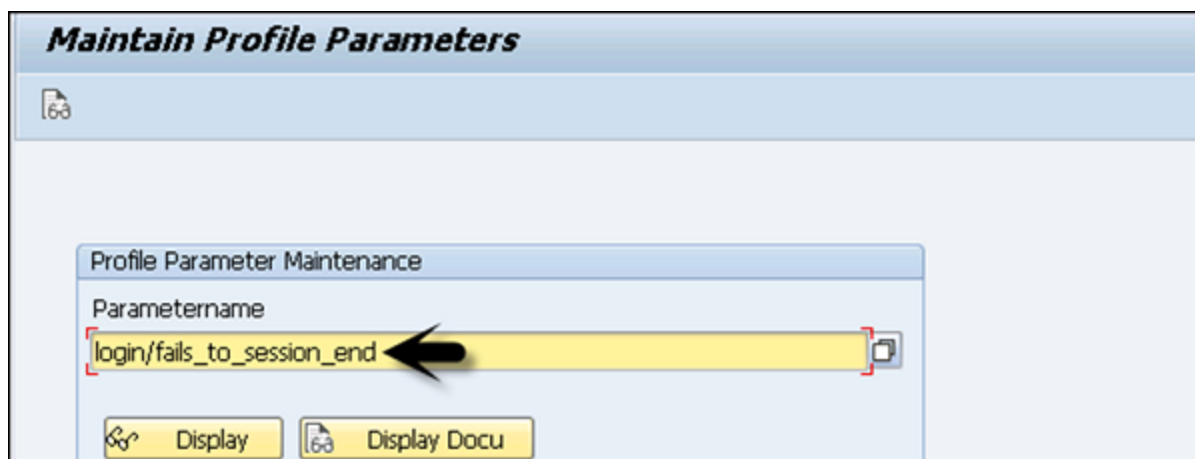 Maintain Profile Parameters
Profile Parameter Maintenance
Parametername
login/fails_to_session_end
Display Display Docu